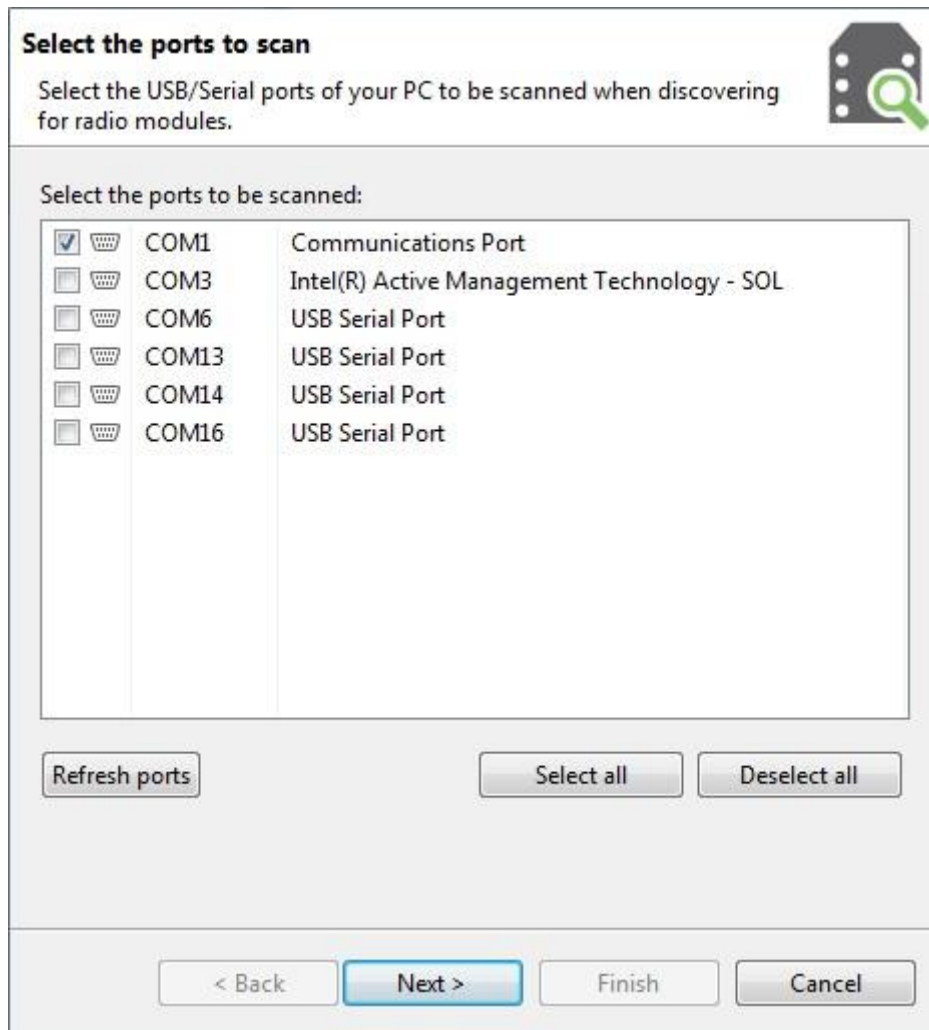 Select the ports to scan
Select the USB/Serial ports of your PC to be scanned when discovering
for radio modules.
Select the ports to be scanned:
COM1 Communications Port
COM3 Intel(R) Active Management Technology - SOL
COM6 USB Serial Port
COM13 USB Serial Port
COM14 USB Serial Port
COM16 USB Serial Port
Refresh ports Select all Deselect all
< Back Next > Finish Cancel